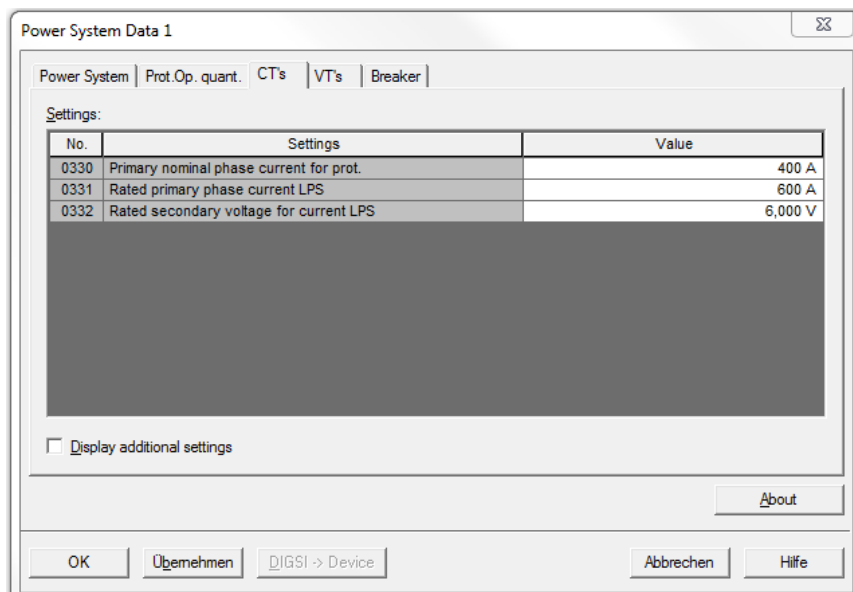 Power System Data 1
Power System Prot.Op. quant. CT's VT's Breaker
Settings:
No. Settings Value
0330 Primary nominal phase current for prot. 400 A
0331 Rated primary phase current LPS 600 A
0332 Rated secondary voltage for current LPS 6,000 V
Display additional settings
About
OK Übernehmen DIGSI -> Device Abbrechen Hilfe